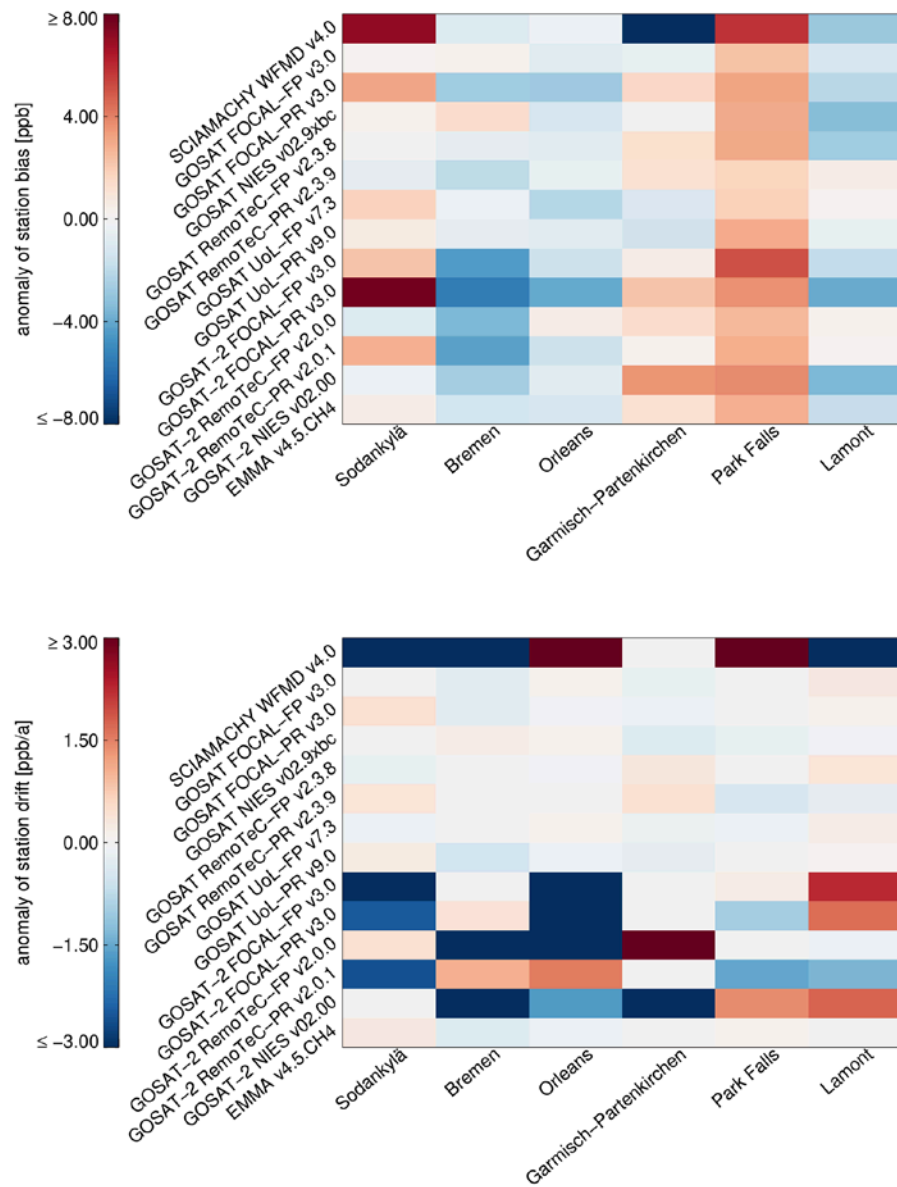 ≥ 8.00
4.00
0.00
−4.00
≤ −8.00
anomaly of station bias [ppb]
SCIAMACHY WFMD v4.0
GOSAT FOCAL−FP v3.0
GOSAT FOCAL−PR v3.0
GOSAT NIES v02.9xbc
GOSAT RemoTeC−FP v2.3.8
GOSAT RemoTeC−PR v2.3.9
GOSAT UoL−FP v7.3
GOSAT UoL−PR v9.0
GOSAT−2 FOCAL−FP v3.0
GOSAT−2 FOCAL−PR v3.0
GOSAT−2 RemoTeC−FP v2.0.0
GOSAT−2 RemoTeC−PR v2.0.1
GOSAT−2 NIES v02.00
EMMA v4.5.CH4
Sodankylä
Bremen
Orleans
Garmisch−Partenkirchen
Park Falls
Lamont
≥ 3.00
1.50
0.00
−1.50
≤ −3.00
anomaly of station drift [ppb/a]
SCIAMACHY WFMD v4.0
GOSAT FOCAL−FP v3.0
GOSAT FOCAL−PR v3.0
GOSAT NIES v02.9xbc
GOSAT RemoTeC−FP v2.3.8
GOSAT RemoTeC−PR v2.3.9
GOSAT UoL−FP v7.3
GOSAT UoL−PR v9.0
GOSAT−2 FOCAL−FP v3.0
GOSAT−2 FOCAL−PR v3.0
GOSAT−2 RemoTeC−FP v2.0.0
GOSAT−2 RemoTeC−PR v2.0.1
GOSAT−2 NIES v02.00
EMMA v4.5.CH4
Sodankylä
Bremen
Orleans
Garmisch−Partenkirchen
Park Falls
Lamont